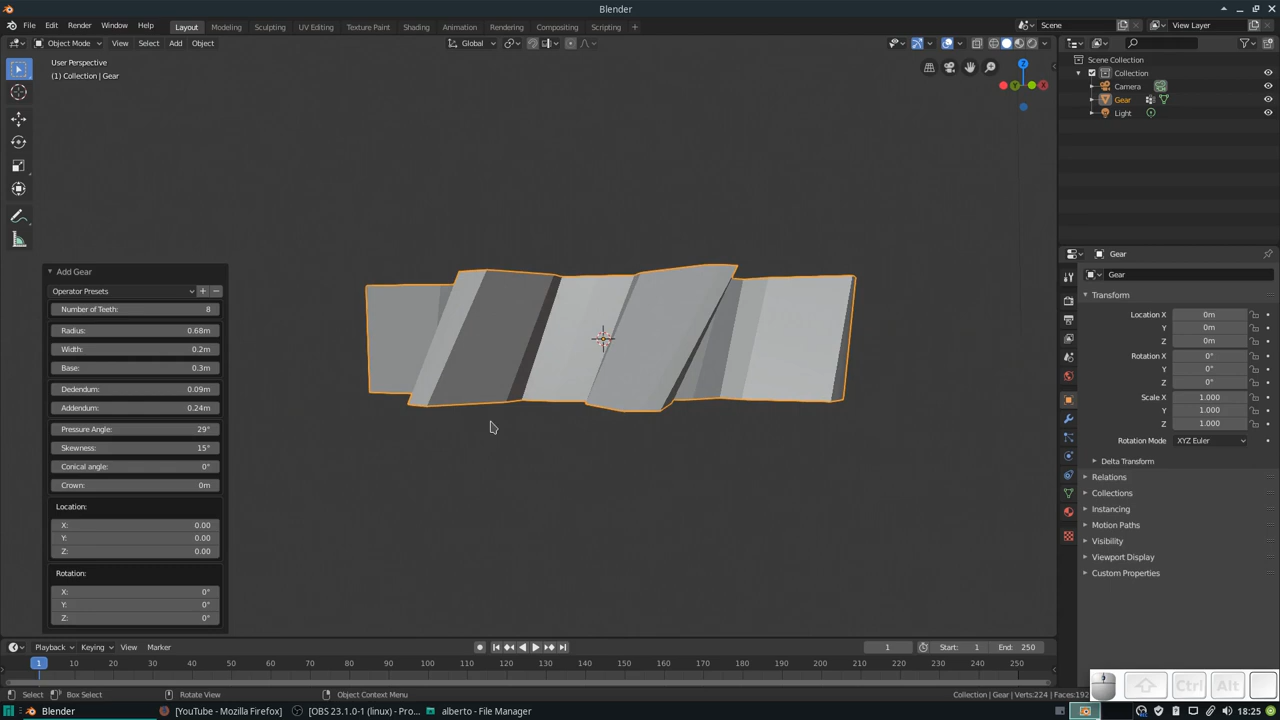 Blender
File Edit Render Window Help Layout Modeling Sculpting UV Editing Texture Paint Shading Animation Rendering Compositing Scripting + Scene View Layer
Object Mode View Select Add Object Global
User Perspective
(1) Collection | Gear
Z
Y X
Scene Collection
Collection
Camera
Gear
Light
Add Gear
Operator Presets + −
Number of Teeth: 8
Radius: 0.68m
Width: 0.2m
Base: 0.3m
Dedendum: 0.09m
Addendum: 0.24m
Pressure Angle: 29°
Skewness: 15°
Conical angle: 0°
Crown: 0m
Location:
X: 0.00
Y: 0.00
Z: 0.00
Rotation:
X: 0°
Y: 0°
Z: 0°
Gear
Gear
Transform
Location X 0m
Y 0m
Z 0m
Rotation X 0°
Y 0°
Z 0°
Scale X 1.000
Y 1.000
Z 1.000
Rotation Mode XYZ Euler
Delta Transform
Relations
Collections
Instancing
Motion Paths
Visibility
Viewport Display
Custom Properties
Playback Keying View Marker 1 Start: 1 End: 250
1 10 20 30 40 50 60 70 80 90 100 110 120 130 140 150 160 170 180 190 200 210 220 230 240 250
Select Box Select Rotate View Object Context Menu Collection | Gear | Verts:224 | Faces:192
Ctrl Alt
Blender [YouTube - Mozilla Firefox] [OBS 23.1.0-1 (linux) - Pro... alberto - File Manager 18:25